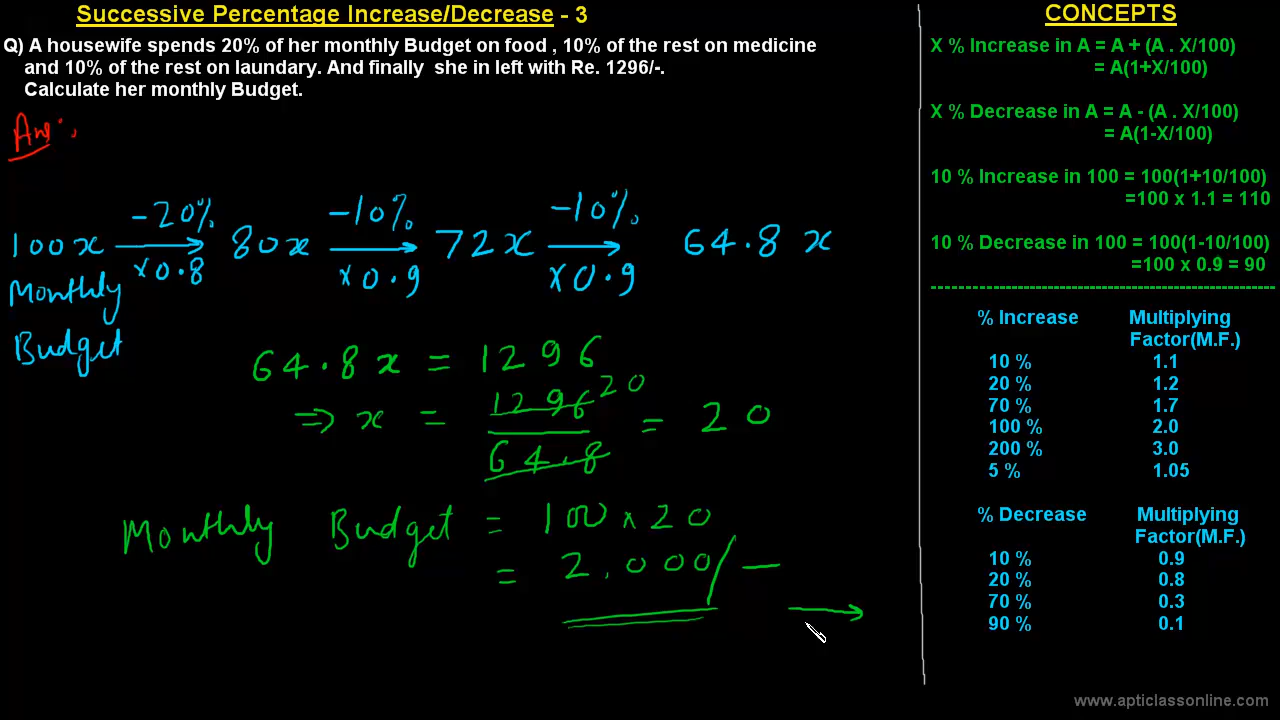 Successive Percentage Increase/Decrease - 3
Q) A housewife spends 20% of her monthly Budget on food , 10% of the rest on medicine
and 10% of the rest on laundary. And finally she in left with Re. 1296/-.
Calculate her monthly Budget.
Ans:
-20% -10% -10%
100x → 80x → 72x → 64.8 x
×0.8 ×0.9 ×0.9
Monthly
Budget
64.8 x = 1296
⇒ x = 1296/64.8 20 = 20
Monthly Budget = 100 × 20
= 2,000/-
CONCEPTS
X % Increase in A = A + (A . X/100)
= A(1+X/100)
X % Decrease in A = A - (A . X/100)
= A(1-X/100)
10 % Increase in 100 = 100(1+10/100)
=100 x 1.1 = 110
10 % Decrease in 100 = 100(1-10/100)
=100 x 0.9 = 90
% Increase Multiplying
Factor(M.F.)
10 % 1.1
20 % 1.2
70 % 1.7
100 % 2.0
200 % 3.0
5 % 1.05
% Decrease Multiplying
Factor(M.F.)
10 % 0.9
20 % 0.8
70 % 0.3
90 % 0.1
www.apticlassonline.com